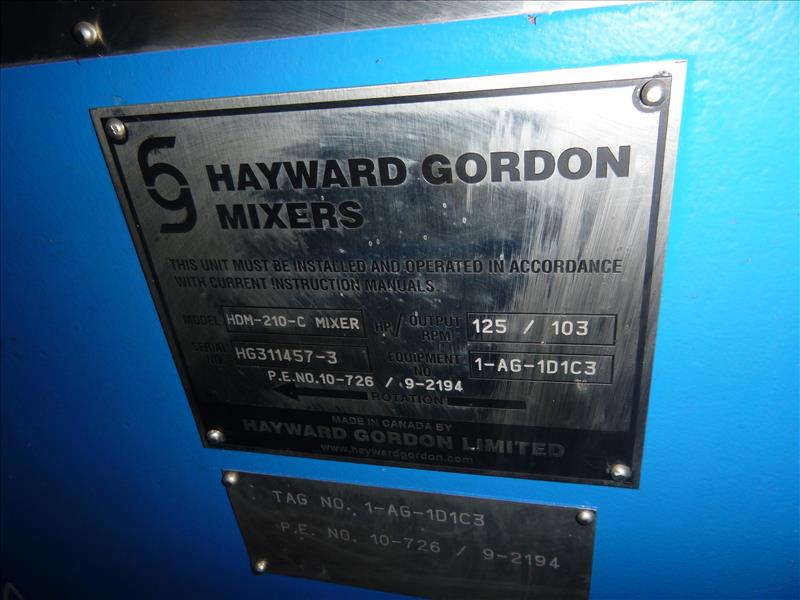 HAYWARD GORDON
MIXERS
THIS UNIT MUST BE INSTALLED AND OPERATED IN ACCORDANCE
WITH CURRENT INSTRUCTION MANUALS
MODEL HDM-210-C MIXER HP/ OUTPUT RPM 125 / 103
SERIAL NO. HG311457-3 EQUIPMENT NO. 1-AG-1D1C3
P.E.NO.10-726 / 9-2194
ROTATION
MADE IN CANADA BY
HAYWARD GORDON LIMITED
www.haywardgordon.com
TAG NO. 1-AG-1D1C3
P.E. NO. 10-726 / 9-2194